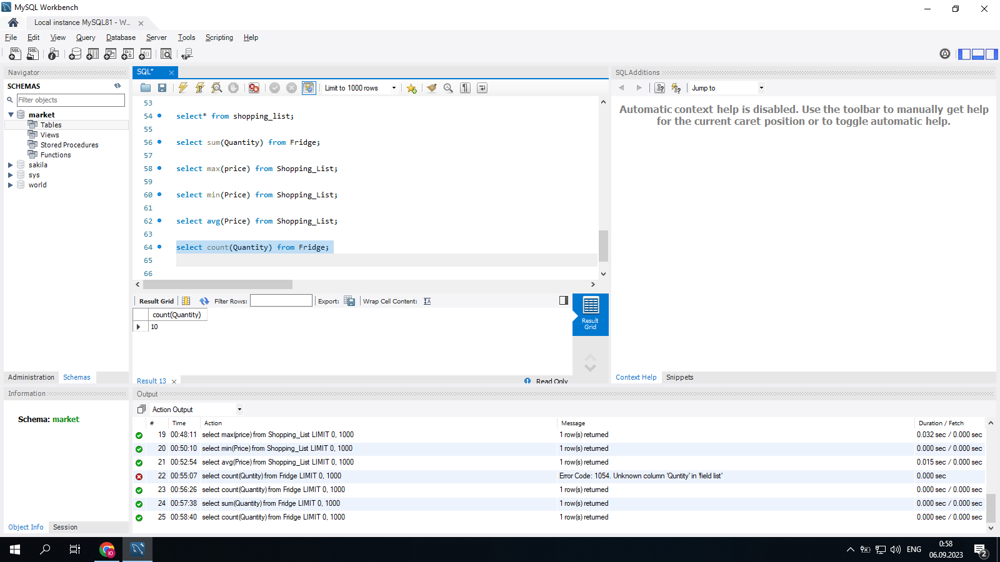 MySQL Workbench
Local instance MySQL81 - W...
File Edit View Query Database Server Tools Scripting Help
Navigator
SCHEMAS
Filter objects
market
Tables
Views
Stored Procedures
Functions
sakila
sys
world
Administration Schemas
Information
Schema: market
Object Info Session
SQL*
Limit to 1000 rows
53
54 select* from shopping_list;
55
56 select sum(Quantity) from Fridge;
57
58 select max(price) from Shopping_List;
59
60 select min(Price) from Shopping_List;
61
62 select avg(Price) from Shopping_List;
63
64 select count(Quantity) from Fridge;
65
66
Result Grid Filter Rows: Export: Wrap Cell Content:
count(Quantity)
10
Result Grid
Result 13 Read Only
SQLAdditions
Jump to
Automatic context help is disabled. Use the toolbar to manually get help
for the current caret position or to toggle automatic help.
Context Help Snippets
Output
Action Output
# Time Action Message Duration / Fetch
19 00:48:11 select max(price) from Shopping_List LIMIT 0, 1000 1 row(s) returned 0.032 sec / 0.000 sec
20 00:50:10 select min(Price) from Shopping_List LIMIT 0, 1000 1 row(s) returned 0.000 sec / 0.000 sec
21 00:52:54 select avg(Price) from Shopping_List LIMIT 0, 1000 1 row(s) returned 0.015 sec / 0.000 sec
22 00:55:07 select count(Quntity) from Fridge LIMIT 0, 1000 Error Code: 1054. Unknown column 'Quntity' in 'field list' 0.000 sec
23 00:56:26 select count(Quantity) from Fridge LIMIT 0, 1000 1 row(s) returned 0.000 sec / 0.000 sec
24 00:57:38 select sum(Quantity) from Fridge LIMIT 0, 1000 1 row(s) returned 0.000 sec / 0.000 sec
25 00:58:40 select count(Quantity) from Fridge LIMIT 0, 1000 1 row(s) returned 0.000 sec / 0.000 sec
ENG
0:58
06.09.2023
2